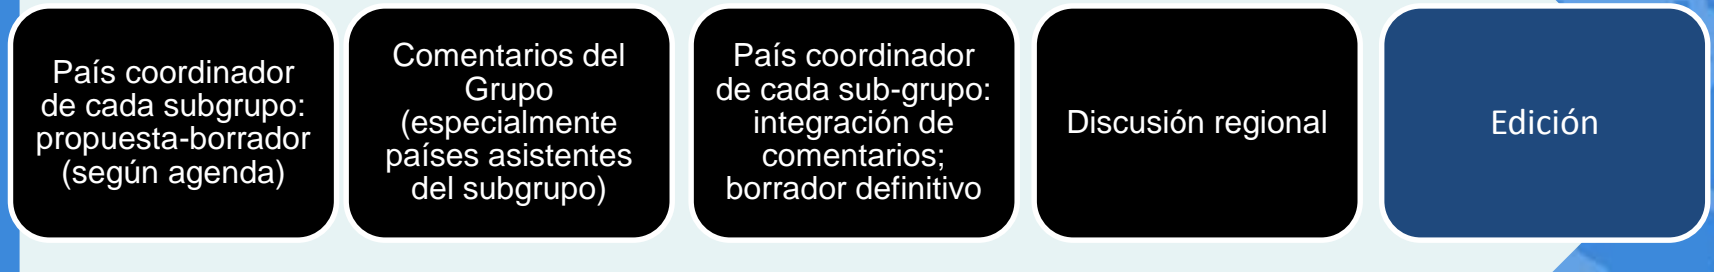 País coordinador
de cada subgrupo:
propuesta-borrador
(según agenda)
Comentarios del
Grupo
(especialmente
países asistentes
del subgrupo)
País coordinador
de cada sub-grupo:
integración de
comentarios;
borrador definitivo
Discusión regional
Edición